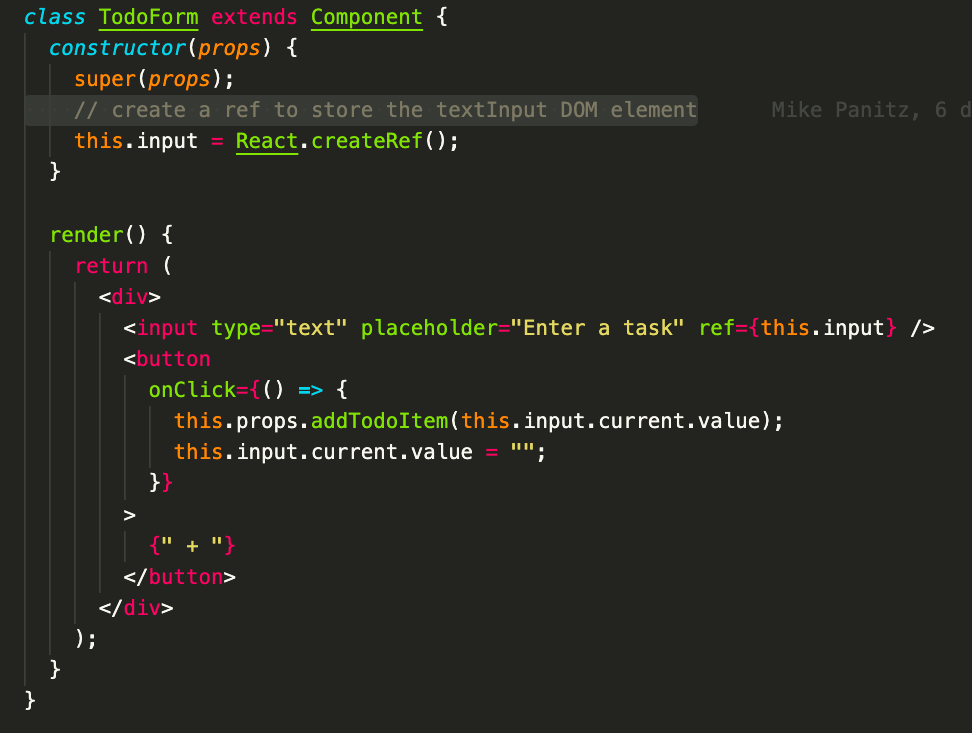 class TodoForm extends Component {
  constructor(props) {
    super(props);
    // create a ref to store the textInput DOM element    Mike Panitz, 6 d
    this.input = React.createRef();
  }

  render() {
    return (
      <div>
        <input type="text" placeholder="Enter a task" ref={this.input} />
        <button
          onClick={() => {
            this.props.addTodoItem(this.input.current.value);
            this.input.current.value = "";
          }}
        >
          {" + "}
        </button>
      </div>
    );
  }
}